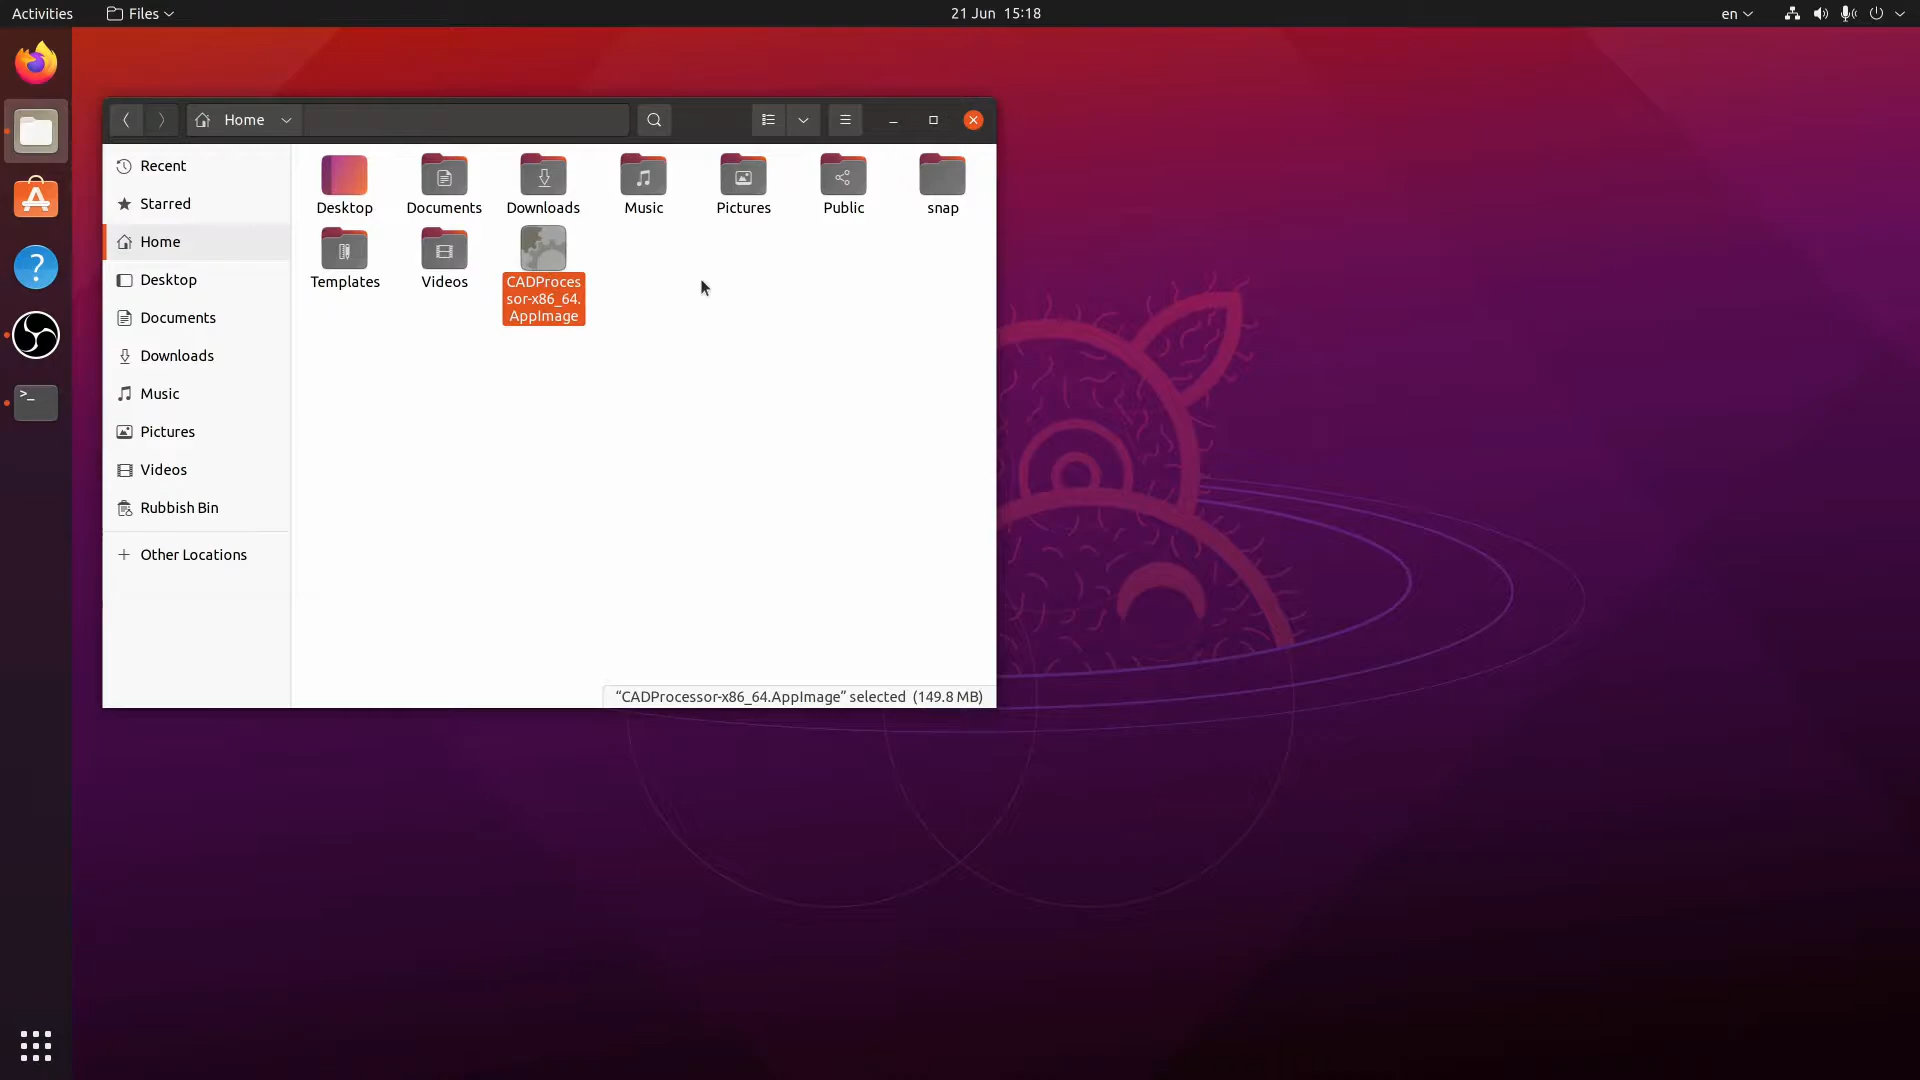 Activities Files 21 Jun 15:18 en
Home
Recent
Starred
Home
Desktop
Documents
Downloads
Music
Pictures
Videos
Rubbish Bin
Other Locations
Desktop Documents Downloads Music Pictures Public snap
Templates Videos CADProces
sor-x86_64.
AppImage
“CADProcessor-x86_64.AppImage” selected (149.8 MB)